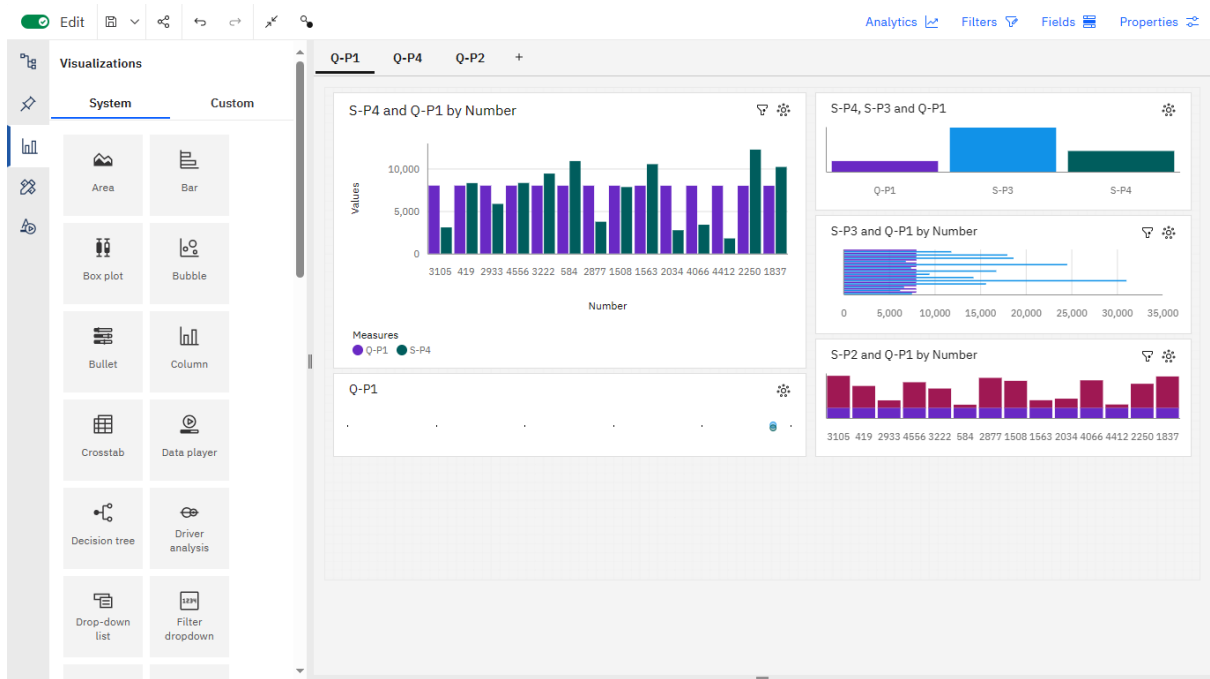 Edit
Analytics Filters Fields Properties
Visualizations
System Custom
Area Bar
Box plot Bubble
Bullet Column
Crosstab Data player
Decision tree Driver analysis
Drop-down list Filter dropdown
1234
Q-P1 Q-P4 Q-P2 +
S-P4 and Q-P1 by Number
Values
10,000
5,000
0
3105 419 2933 4556 3222 584 2877 1508 1563 2034 4066 4412 2250 1837
Number
Measures
Q-P1 S-P4
Q-P1
S-P4, S-P3 and Q-P1
Q-P1 S-P3 S-P4
S-P3 and Q-P1 by Number
0 5,000 10,000 15,000 20,000 25,000 30,000 35,000
S-P2 and Q-P1 by Number
3105 419 2933 4556 3222 584 2877 1508 1563 2034 4066 4412 2250 1837